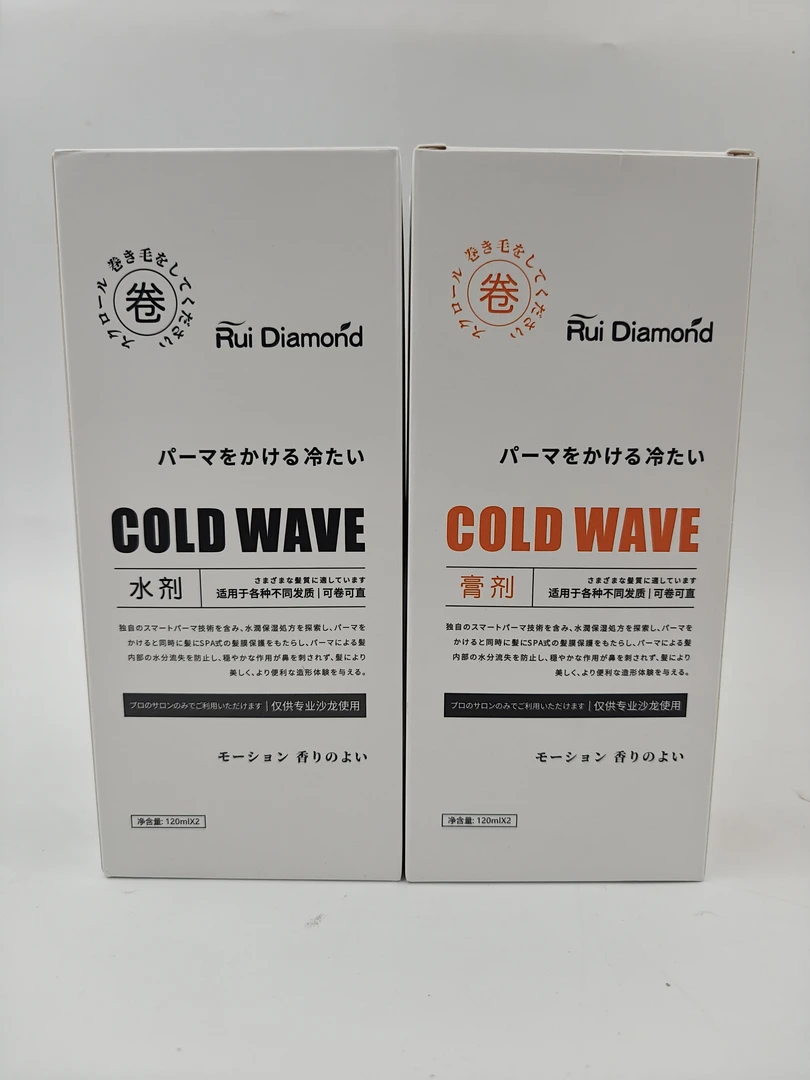 スクロール 巻き毛をしてください
卷
Rui Diamond
パーマをかける冷たい
COLD WAVE
水剂
さまざまな髪質に適しています
适用于各种不同发质 | 可卷可直
独自のスマートパーマ技術を含み、水潤保湿処方を探索し、パーマを
かけると同時に髪にSPA式の髪膜保護をもたらし、パーマによる髪
内部の水分流失を防止し、穏やかな作用が鼻を刺されず、髪により
美しく、より便利な造形体験を与える。
プロのサロンのみでご利用いただけます | 仅供专业沙龙使用
モーション 香りのよい
净含量: 120mlX2
スクロール 巻き毛をしてください
卷
Rui Diamond
パーマをかける冷たい
COLD WAVE
膏剂
さまざまな髪質に適しています
适用于各种不同发质 | 可卷可直
独自のスマートパーマ技術を含み、水潤保湿処方を探索し、パーマを
かけると同時に髪にSPA式の髪膜保護をもたらし、パーマによる髪
内部の水分流失を防止し、穏やかな作用が鼻を刺されず、髪により
美しく、より便利な造形体験を与える。
プロのサロンのみでご利用いただけます | 仅供专业沙龙使用
モーション 香りのよい
净含量: 120mlX2